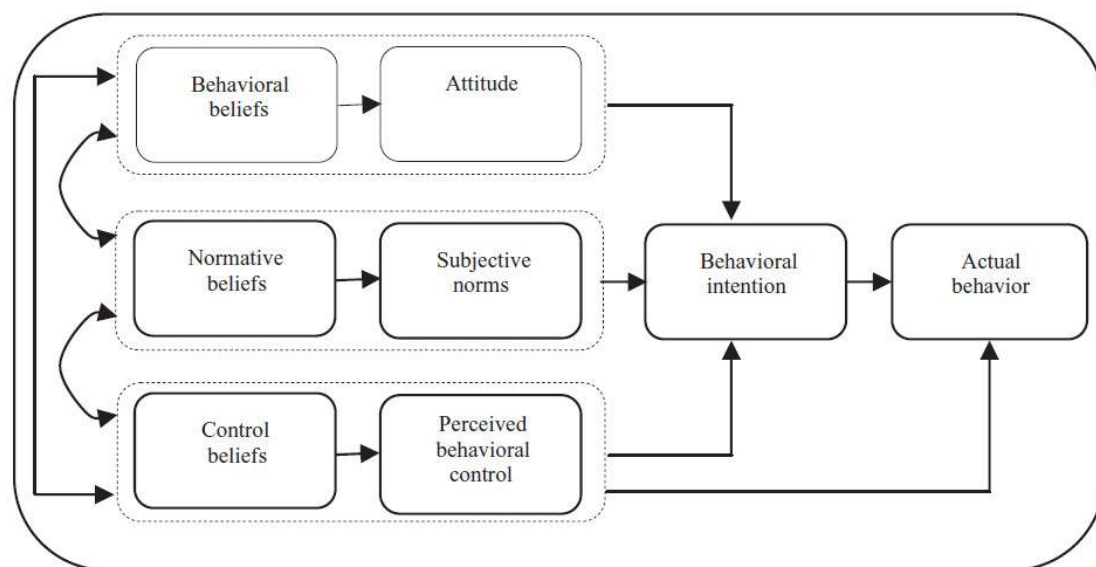 Behavioral
beliefs
Attitude
Normative
beliefs
Subjective
norms
Behavioral
intention
Actual
behavior
Control
beliefs
Perceived
behavioral
control